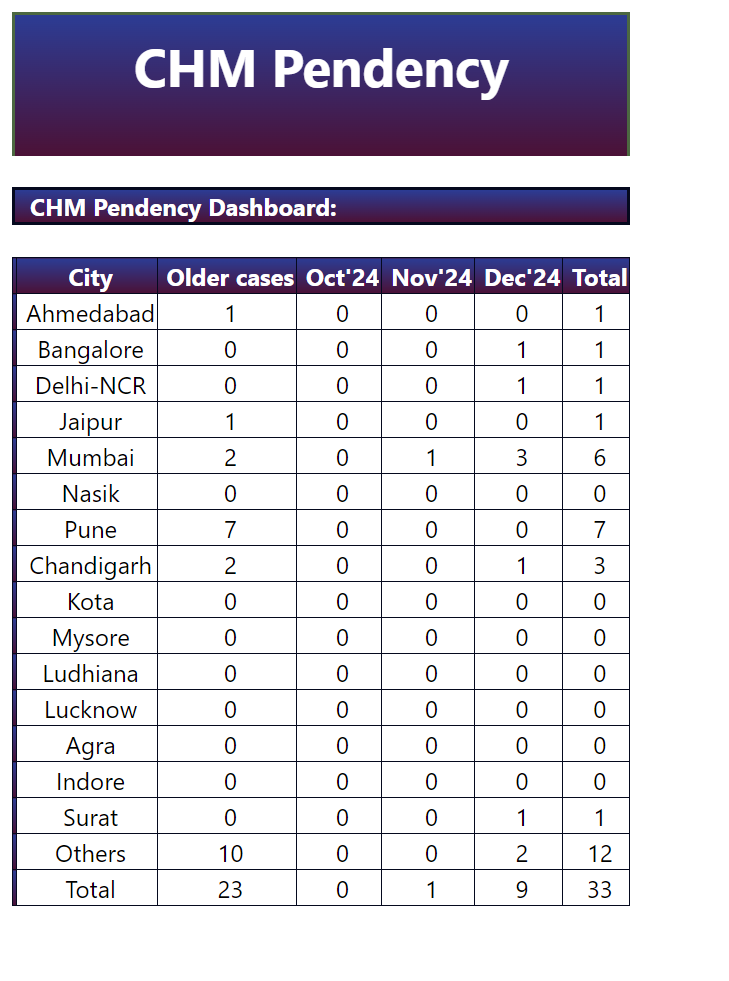 CHM Pendency
CHM Pendency Dashboard:
City Older cases Oct'24 Nov'24 Dec'24 Total
Ahmedabad 1 0 0 0 1
Bangalore 0 0 0 1 1
Delhi-NCR 0 0 0 1 1
Jaipur 1 0 0 0 1
Mumbai 2 0 1 3 6
Nasik 0 0 0 0 0
Pune 7 0 0 0 7
Chandigarh 2 0 0 1 3
Kota 0 0 0 0 0
Mysore 0 0 0 0 0
Ludhiana 0 0 0 0 0
Lucknow 0 0 0 0 0
Agra 0 0 0 0 0
Indore 0 0 0 0 0
Surat 0 0 0 1 1
Others 10 0 0 2 12
Total 23 0 1 9 33